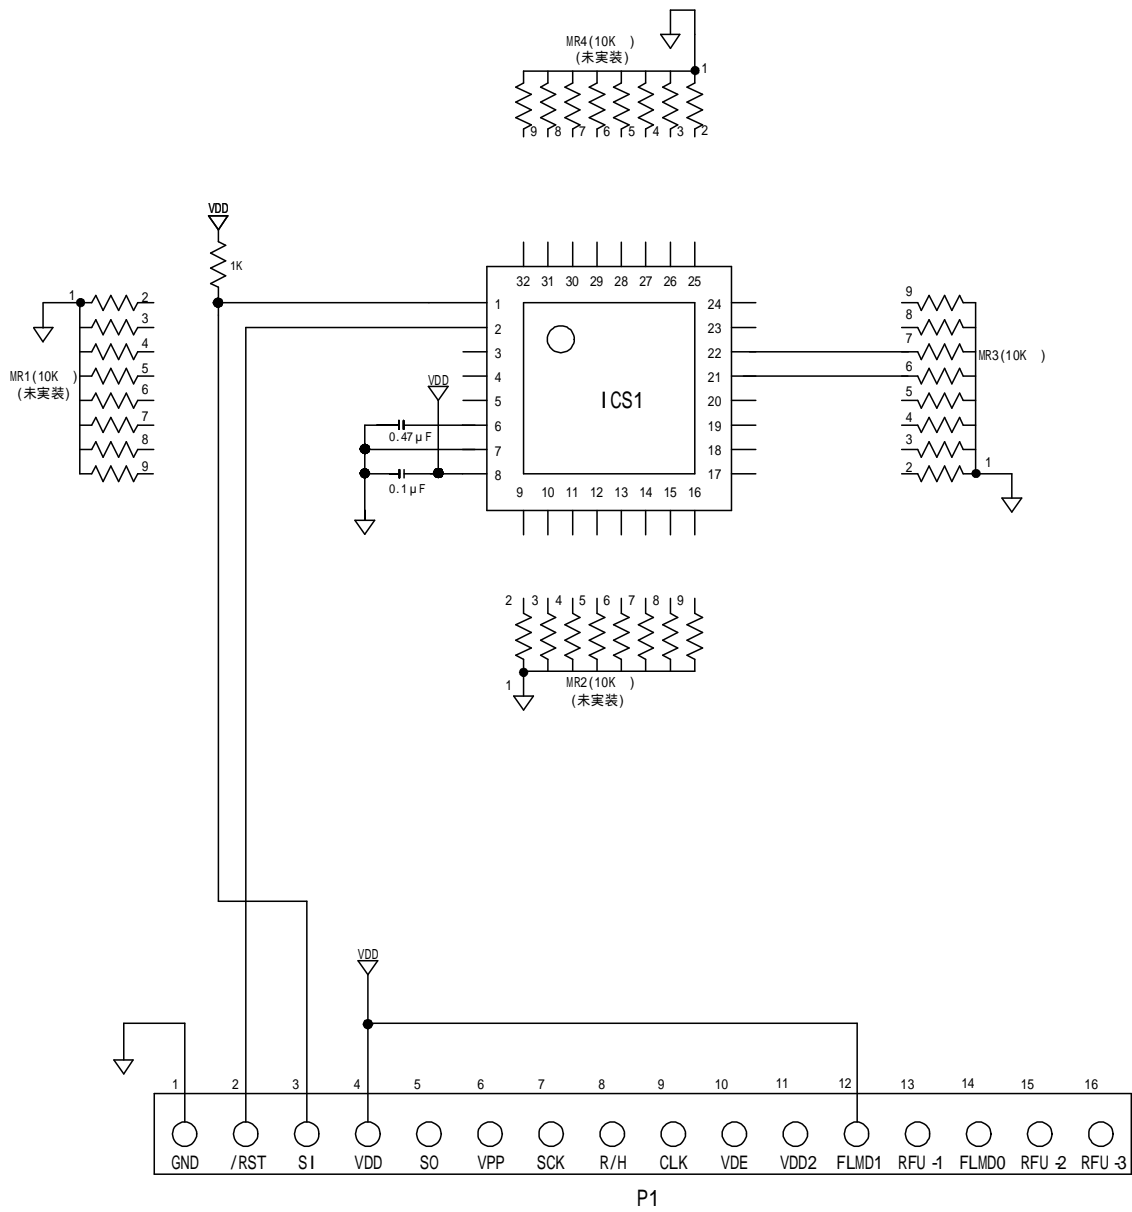 MR4(10K )
(未実装)
1
9 8 7 6 5 4 3 2
VDD
1K
32 31 30 29 28 27 26 25
1 2
3
4
5
6
7
8
9
MR1(10K )
(未実装)
VDD
0.47μF
0.1μF
1
2
3
4
5
6
7
8
ICS1
24
23
22
21
20
19
18
17
9
8
7
6
5
4
3
2 1
MR3(10K )
9 10 11 12 13 14 15 16
2 3 4 5 6 7 8 9
1
MR2(10K )
(未実装)
VDD
1 2 3 4 5 6 7 8 9 10 11 12 13 14 15 16
GND /RST SI VDD SO VPP SCK R/H CLK VDE VDD2 FLMD1 RFU-1 FLMD0 RFU-2 RFU-3
P1